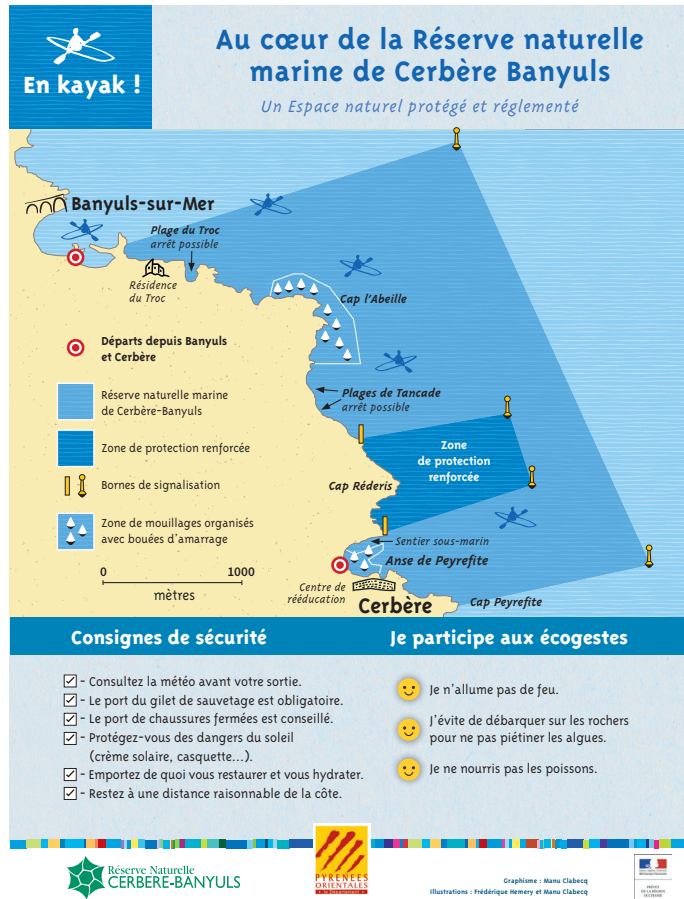 En kayak !
Au cœur de la Réserve naturelle
marine de Cerbère Banyuls
Un Espace naturel protégé et réglementé
Banyuls-sur-Mer
Plage du Troc
arrêt possible
Résidence
du Troc
Cap l'Abeille
Départs depuis Banyuls
et Cerbère
Plages de Tancade
arrêt possible
Réserve naturelle marine
de Cerbère-Banyuls
Zone de protection renforcée
Zone
de protection
renforcée
Bornes de signalisation
Cap Réderis
Zone de mouillages organisés
avec bouées d'amarrage
Sentier sous-marin
Anse de Peyrefite
0 1000
mètres
Centre de
rééducation
Cerbère
Cap Peyrefite
Consignes de sécurité
- Consultez la météo avant votre sortie.
- Le port du gilet de sauvetage est obligatoire.
- Le port de chaussures fermées est conseillé.
- Protégez-vous des dangers du soleil
(crème solaire, casquette...).
- Emportez de quoi vous restaurer et vous hydrater.
- Restez à une distance raisonnable de la côte.
Je participe aux écogestes
Je n'allume pas de feu.
J'évite de débarquer sur les rochers
pour ne pas piétiner les algues.
Je ne nourris pas les poissons.
Réserve Naturelle
CERBERE-BANYULS
PYRENEES
ORIENTALES
Graphisme : Manu Clabecq
Illustrations : Frédérique Hemery et Manu Clabecq